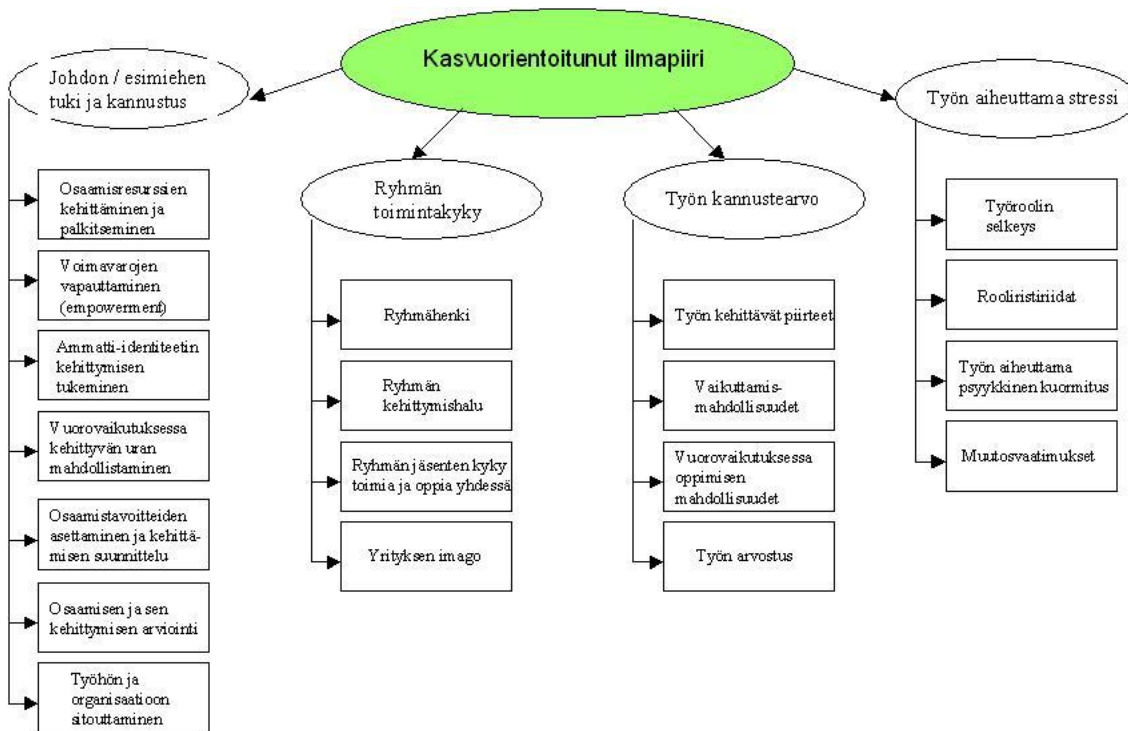 Kasvuorientoitunut ilmapiiri
Johdon / esimiehen
tuki ja kannustus
Osaamisresurssien
kehittäminen ja
palkitseminen
Voimavarojen
vapauttaminen
(empowerment)
Ammatti-identiteetin
kehittymisen
tukeminen
Vuorovaikutuksessa
kehittyvän uran
mahdollistaminen
Osaamistavoitteiden
asettaminen ja kehittä-
misen suunnittelu
Osaamisen ja sen
kehittymisen arviointi
Työhön ja
organisaatioon
sitouttaminen
Ryhmän
toimintakyky
Ryhmähenki
Ryhmän
kehittymishalu
Ryhmän jäsenten kyky
toimia ja oppia yhdessä
Yrityksen imago
Työn kannustearvo
Työn kehittävät piirteet
Vaikuttamis-
mahdollisuudet
Vuorovaikutuksessa
oppimisen
mahdollisuudet
Työn arvostus
Työn aiheuttama stressi
Työroolin
selkeys
Rooliristiriidat
Työn aiheuttama
psyykkinen kuormitus
Muutosvaatimukset